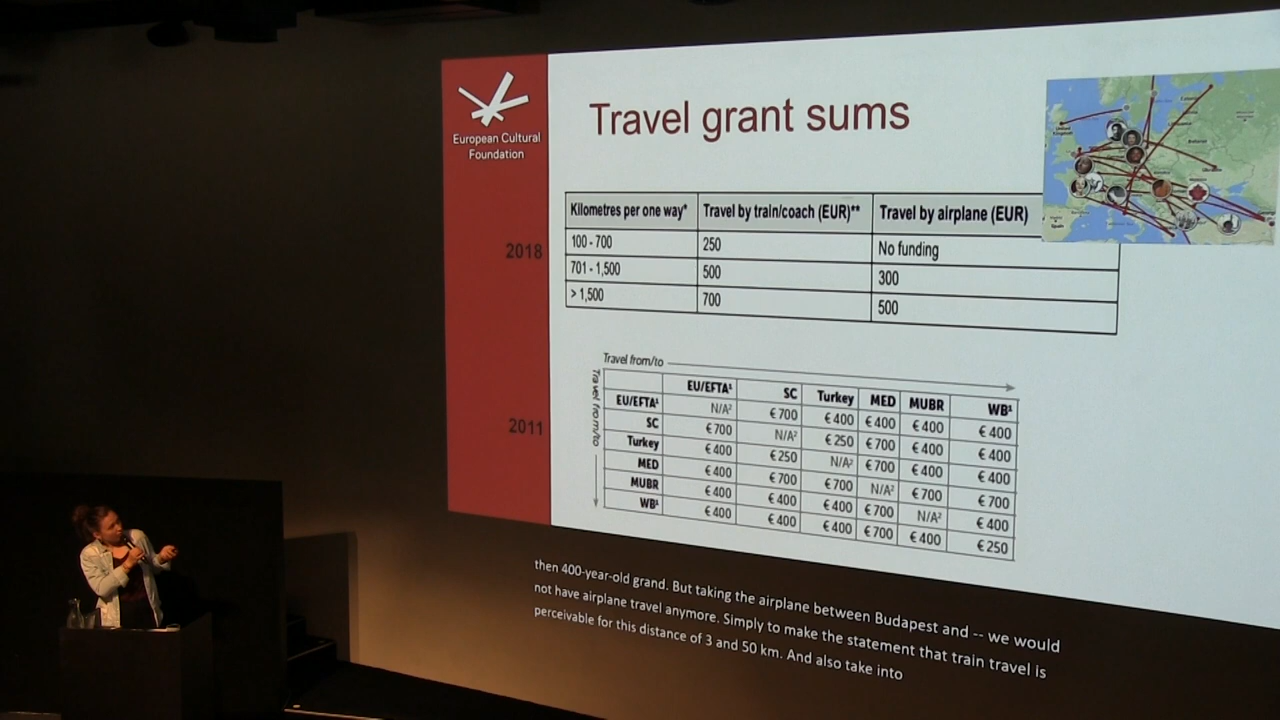 European Cultural
Foundation
Travel grant sums
2018
Kilometres per one way* Travel by train/coach (EUR)** Travel by airplane (EUR)
100 - 700 250 No funding
701 - 1,500 500 300
> 1,500 700 500
2011
Travel from/to
Travel from/to
EU/EFTA¹ SC Turkey MED MUBR WB¹
EU/EFTA¹ N/A² € 700 € 400 € 400 € 400 € 400
SC € 700 N/A² € 250 € 700 € 400 € 400
Turkey € 400 € 250 N/A² € 700 € 400 € 400
MED € 400 € 700 € 700 N/A² € 700 € 700
MUBR € 400 € 400 € 400 € 700 N/A² € 400
WB¹ € 400 € 400 € 400 € 700 € 400 € 250
United
Kingdom
Spain
then 400-year-old grand. But taking the airplane between Budapest and -- we would
not have airplane travel anymore. Simply to make the statement that train travel is
perceivable for this distance of 3 and 50 km. And also take into